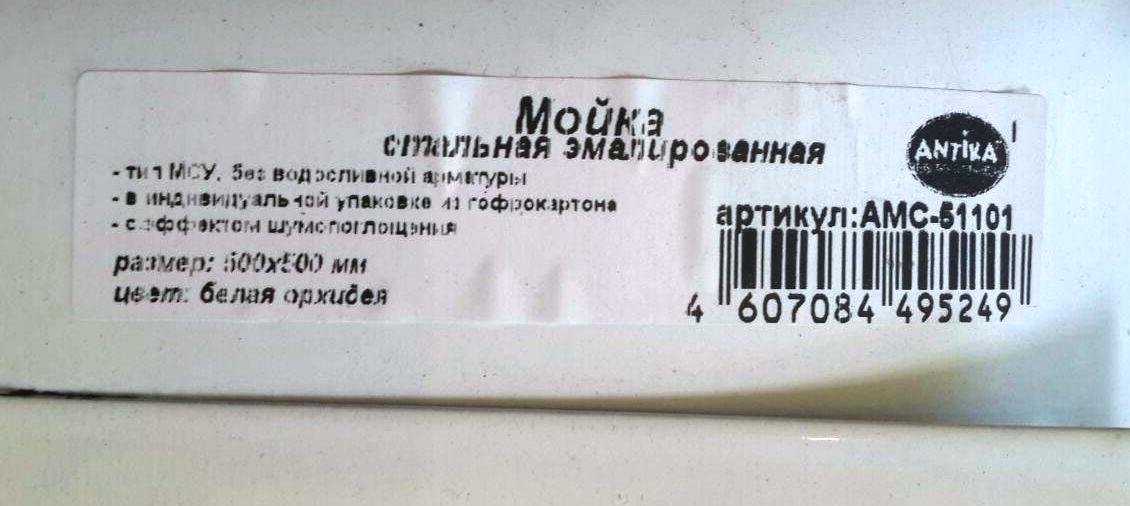 Мойка
стальная эмалированная
ANTIKA
- тип МСУ, без водосливной арматуры
- в индивидуальной упаковке из гофрокартона
- с эффектом шумопоглощения
артикул:АМС-51101
размер: 500х500 мм
цвет: белая орхидея
4 607084 495249